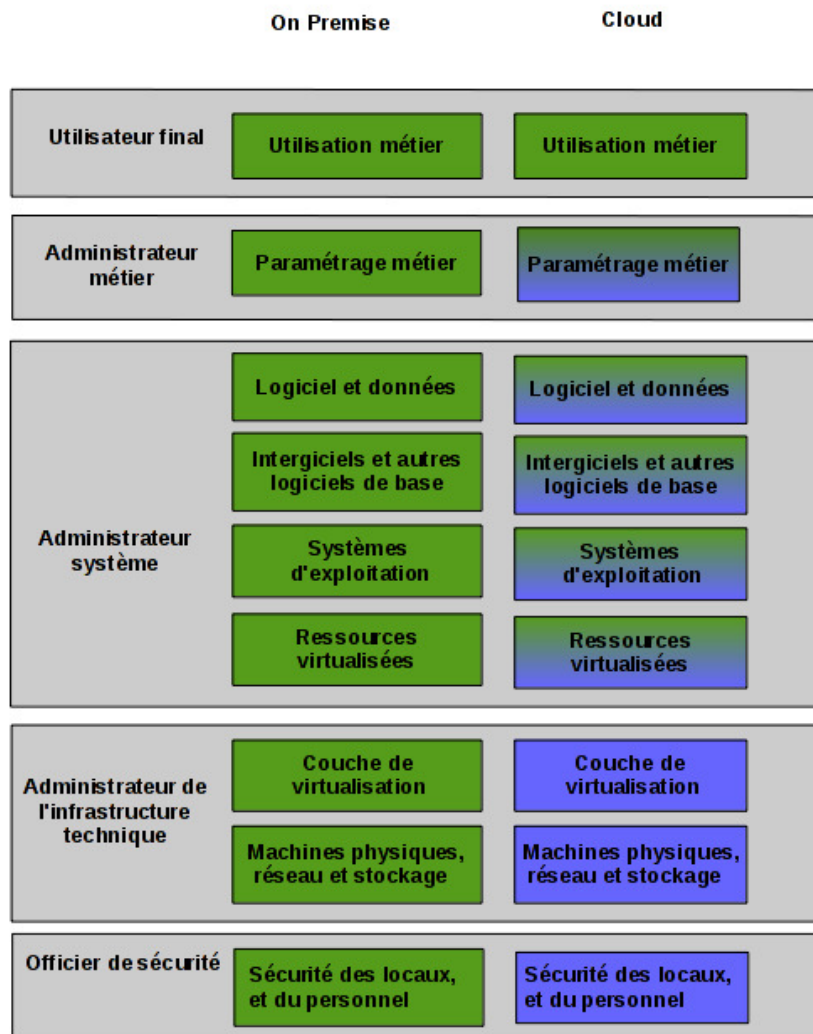 On Premise
Cloud
Utilisateur final
Utilisation métier
Utilisation métier
Administrateur
métier
Paramétrage métier
Paramétrage métier
Administrateur
système
Logiciel et données
Logiciel et données
Intergiciels et autres
logiciels de base
Intergiciels et autres
logiciels de base
Systèmes
d'exploitation
Systèmes
d'exploitation
Ressources
virtualisées
Ressources
virtualisées
Administrateur de
l'infrastructure
technique
Couche de
virtualisation
Couche de
virtualisation
Machines physiques,
réseau et stockage
Machines physiques,
réseau et stockage
Officier de sécurité
Sécurité des locaux,
et du personnel
Sécurité des locaux,
et du personnel